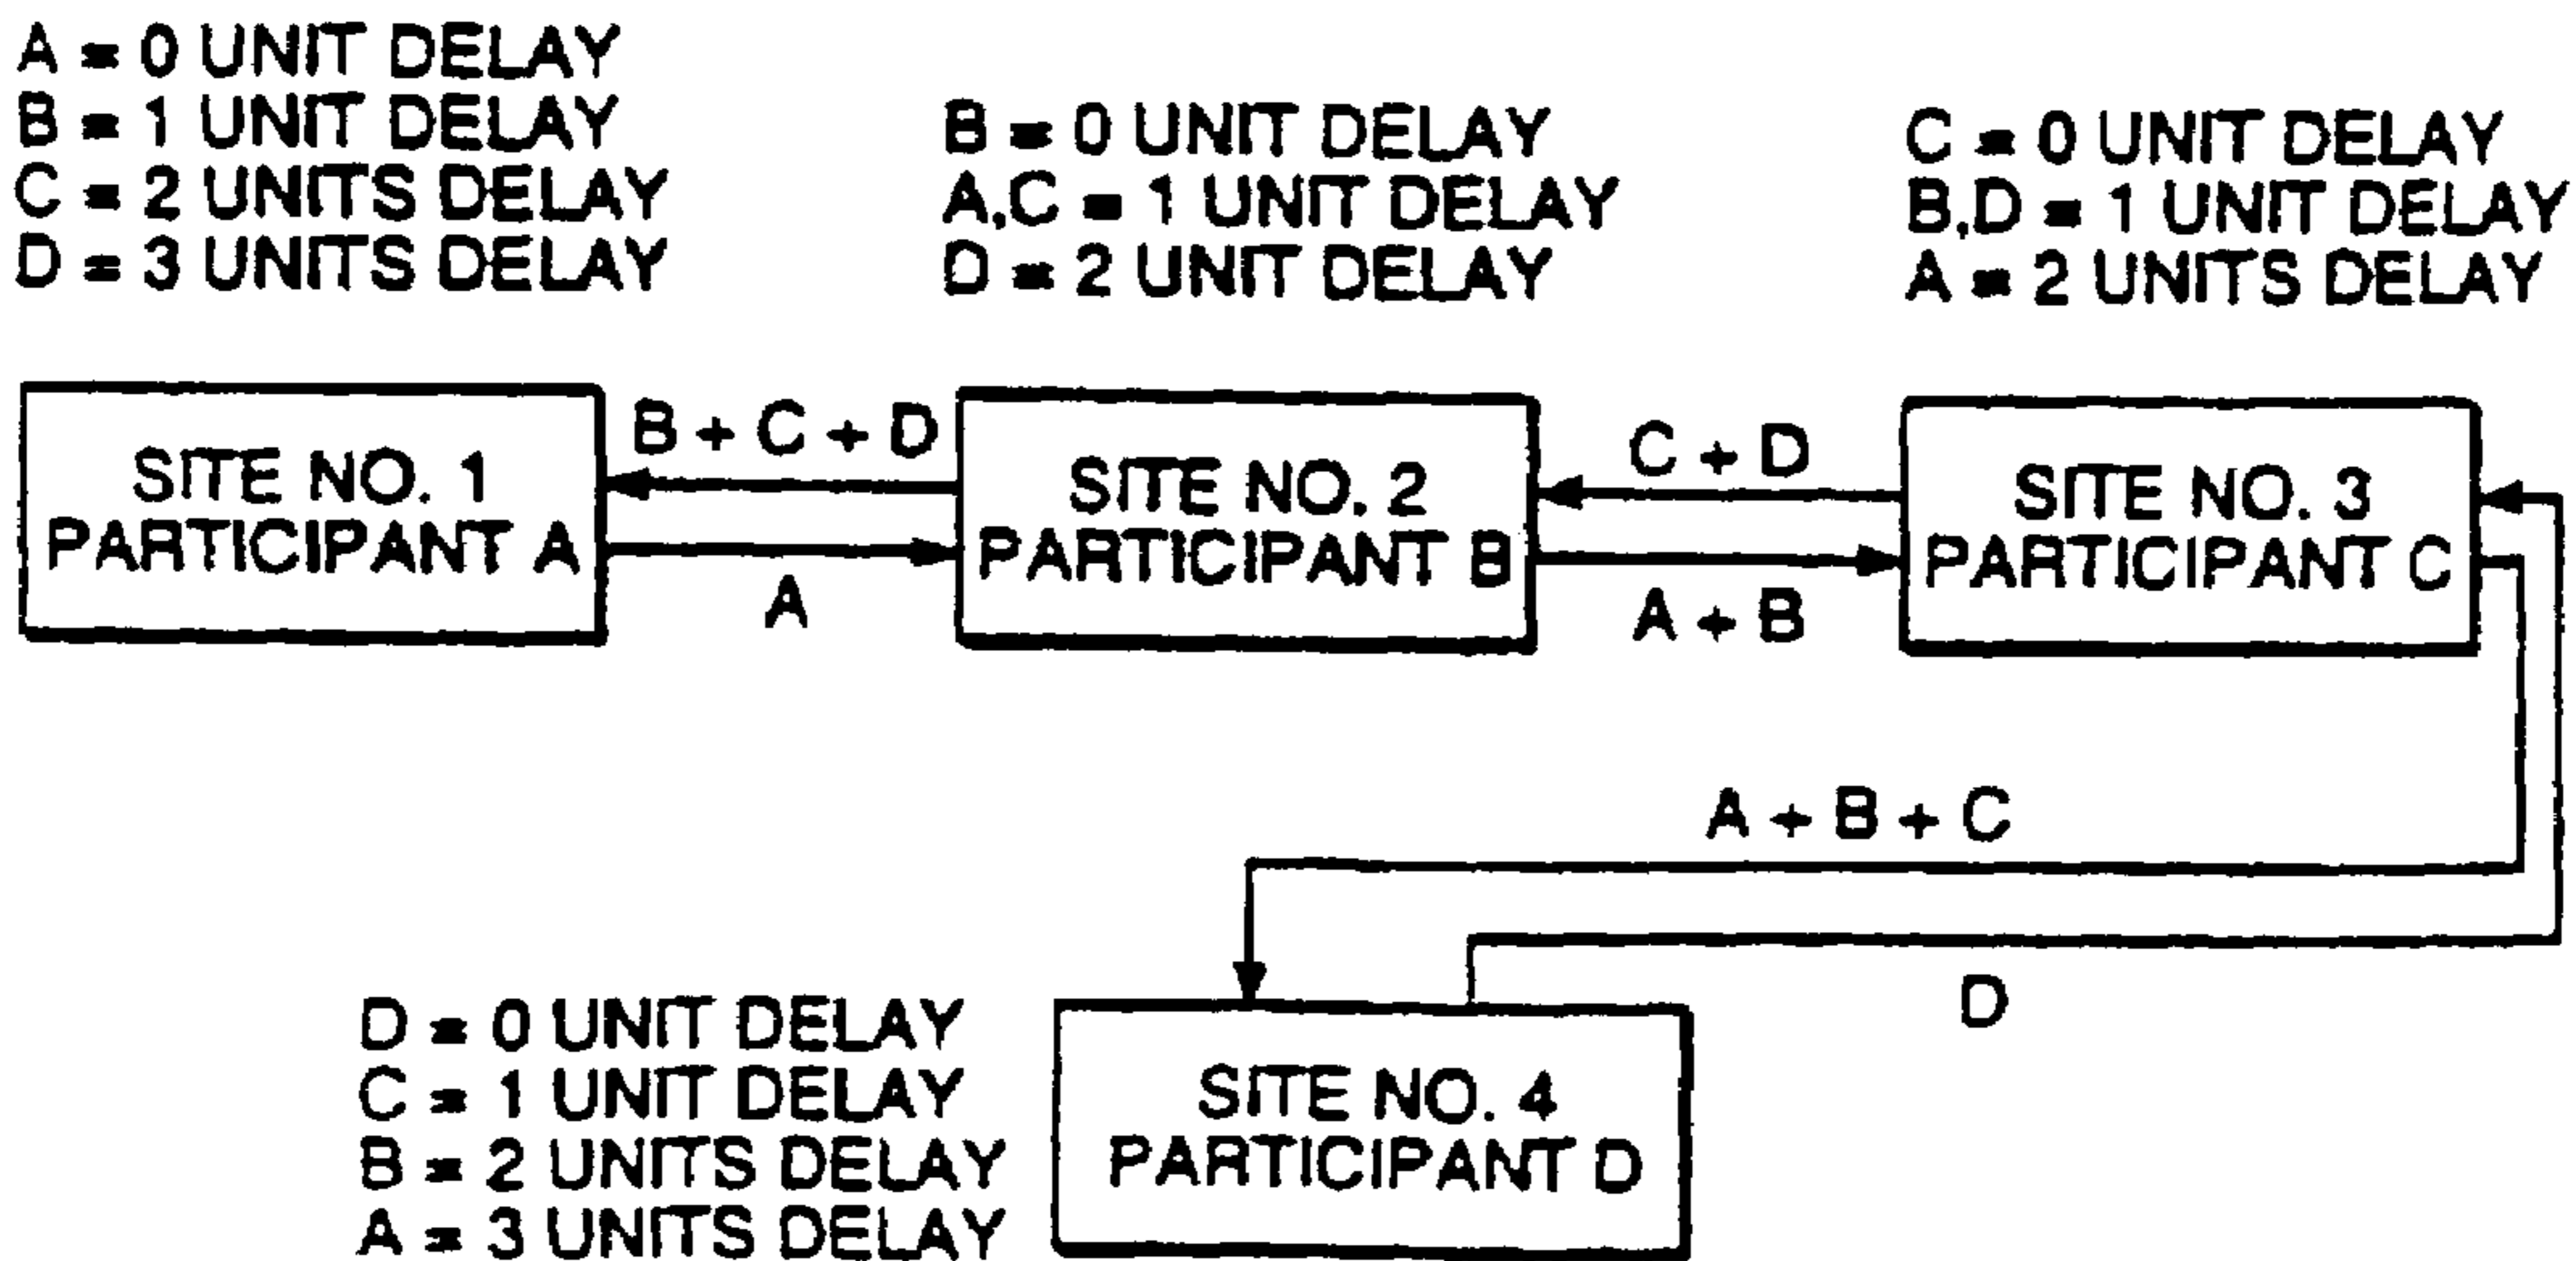 A = 0 UNIT DELAY
B = 1 UNIT DELAY
C = 2 UNITS DELAY
D = 3 UNITS DELAY
B = 0 UNIT DELAY
A,C = 1 UNIT DELAY
D = 2 UNIT DELAY
C = 0 UNIT DELAY
B,D = 1 UNIT DELAY
A = 2 UNITS DELAY
SITE NO. 1
PARTICIPANT A
B + C + D
A
SITE NO. 2
PARTICIPANT B
C + D
A + B
SITE NO. 3
PARTICIPANT C
A + B + C
D
D = 0 UNIT DELAY
C = 1 UNIT DELAY
B = 2 UNITS DELAY
A = 3 UNITS DELAY
SITE NO. 4
PARTICIPANT D